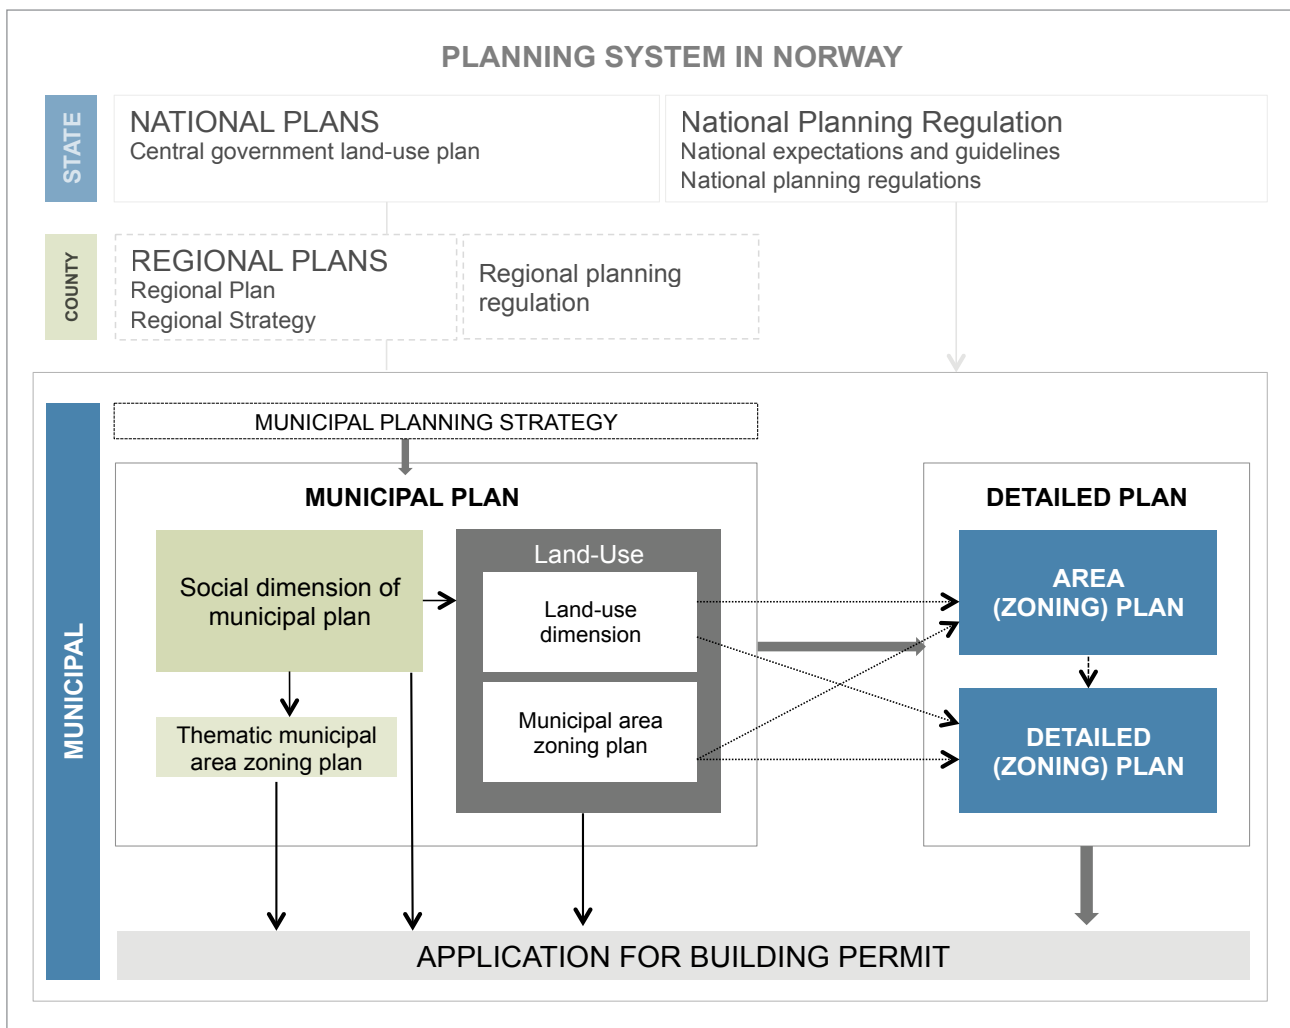 PLANNING SYSTEM IN NORWAY
STATE
NATIONAL PLANS
Central government land-use plan
National Planning Regulation
National expectations and guidelines
National planning regulations
COUNTY
REGIONAL PLANS
Regional Plan
Regional Strategy
Regional planning
regulation
MUNICIPAL
MUNICIPAL PLANNING STRATEGY
MUNICIPAL PLAN
Social dimension of
municipal plan
Thematic municipal
area zoning plan
Land-Use
Land-use
dimension
Municipal area
zoning plan
DETAILED PLAN
AREA
(ZONING) PLAN
DETAILED
(ZONING) PLAN
APPLICATION FOR BUILDING PERMIT